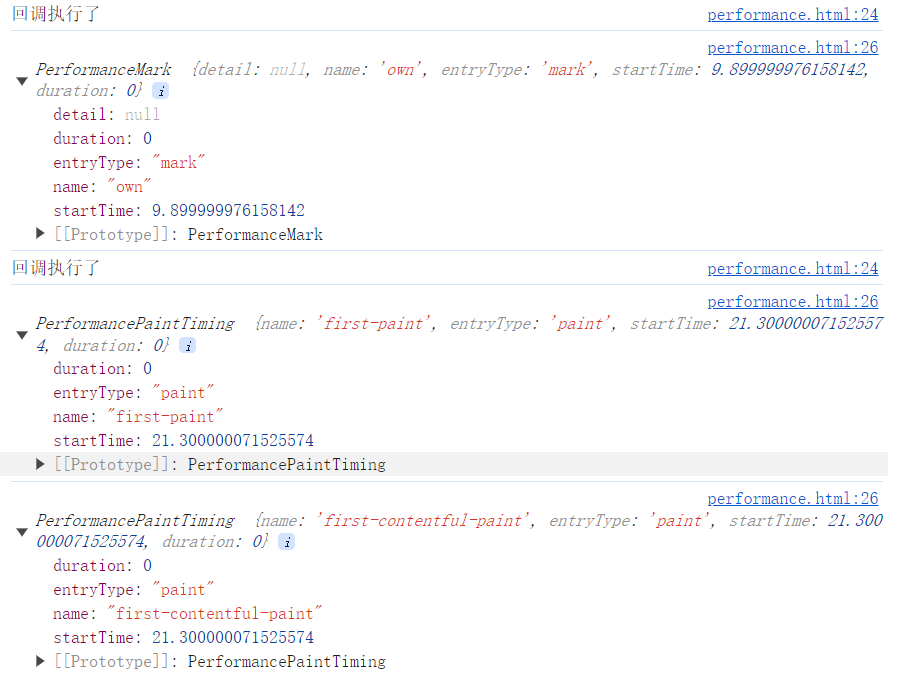 回调执行了 performance.html:24
performance.html:26
PerformanceMark {detail: null, name: 'own', entryType: 'mark', startTime: 9.899999976158142,
duration: 0} i
detail: null
duration: 0
entryType: "mark"
name: "own"
startTime: 9.899999976158142
[[Prototype]]: PerformanceMark
回调执行了 performance.html:24
performance.html:26
PerformancePaintTiming {name: 'first-paint', entryType: 'paint', startTime: 21.30000007152557
4, duration: 0} i
duration: 0
entryType: "paint"
name: "first-paint"
startTime: 21.300000071525574
[[Prototype]]: PerformancePaintTiming
performance.html:26
PerformancePaintTiming {name: 'first-contentful-paint', entryType: 'paint', startTime: 21.300
000071525574, duration: 0} i
duration: 0
entryType: "paint"
name: "first-contentful-paint"
startTime: 21.300000071525574
[[Prototype]]: PerformancePaintTiming